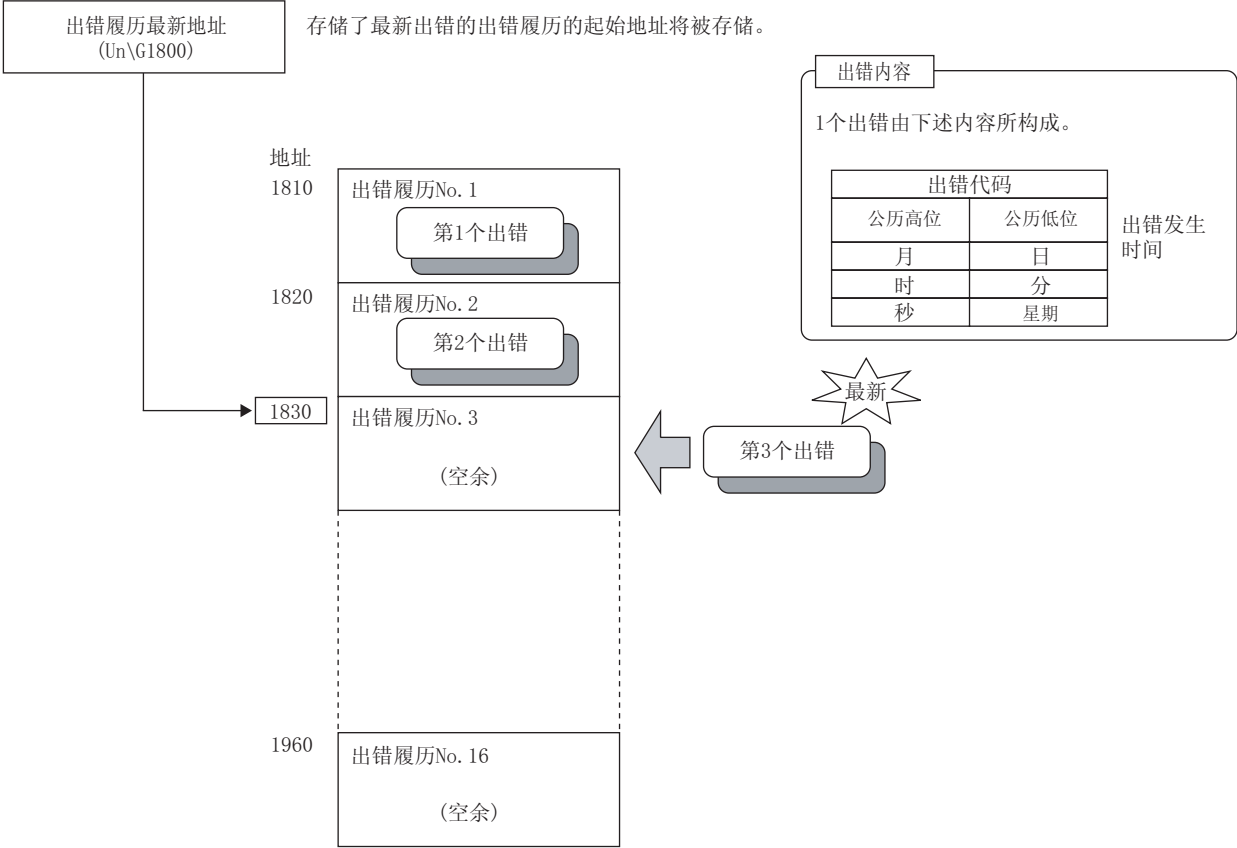 出错履历最新地址
(Un\G1800)
存储了最新出错的出错履历的起始地址将被存储。
出错内容
1个出错由下述内容所构成。
出错代码
公历高位 公历低位
月 日
时 分
秒 星期
出错发生
时间
地址
1810
出错履历No.1
第1个出错
1820
出错履历No.2
第2个出错
1830
出错履历No.3
(空余)
最新
第3个出错
1960
出错履历No.16
(空余)